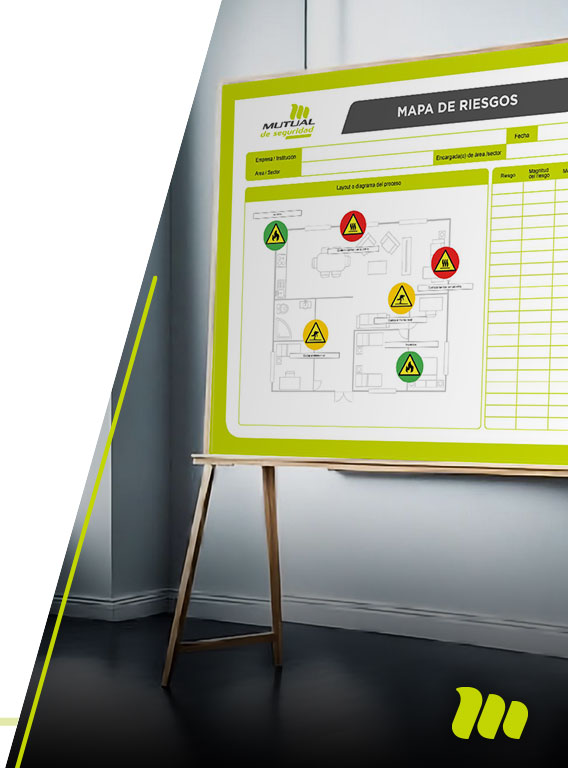 MUTUAL
de seguridad
MAPA DE RIESGOS
Fecha
Empresa / Institución
Encargado(s) de área /sector
Área / Sector
Layout o diagrama del proceso
Riesgo
Magnitud
del riesgo